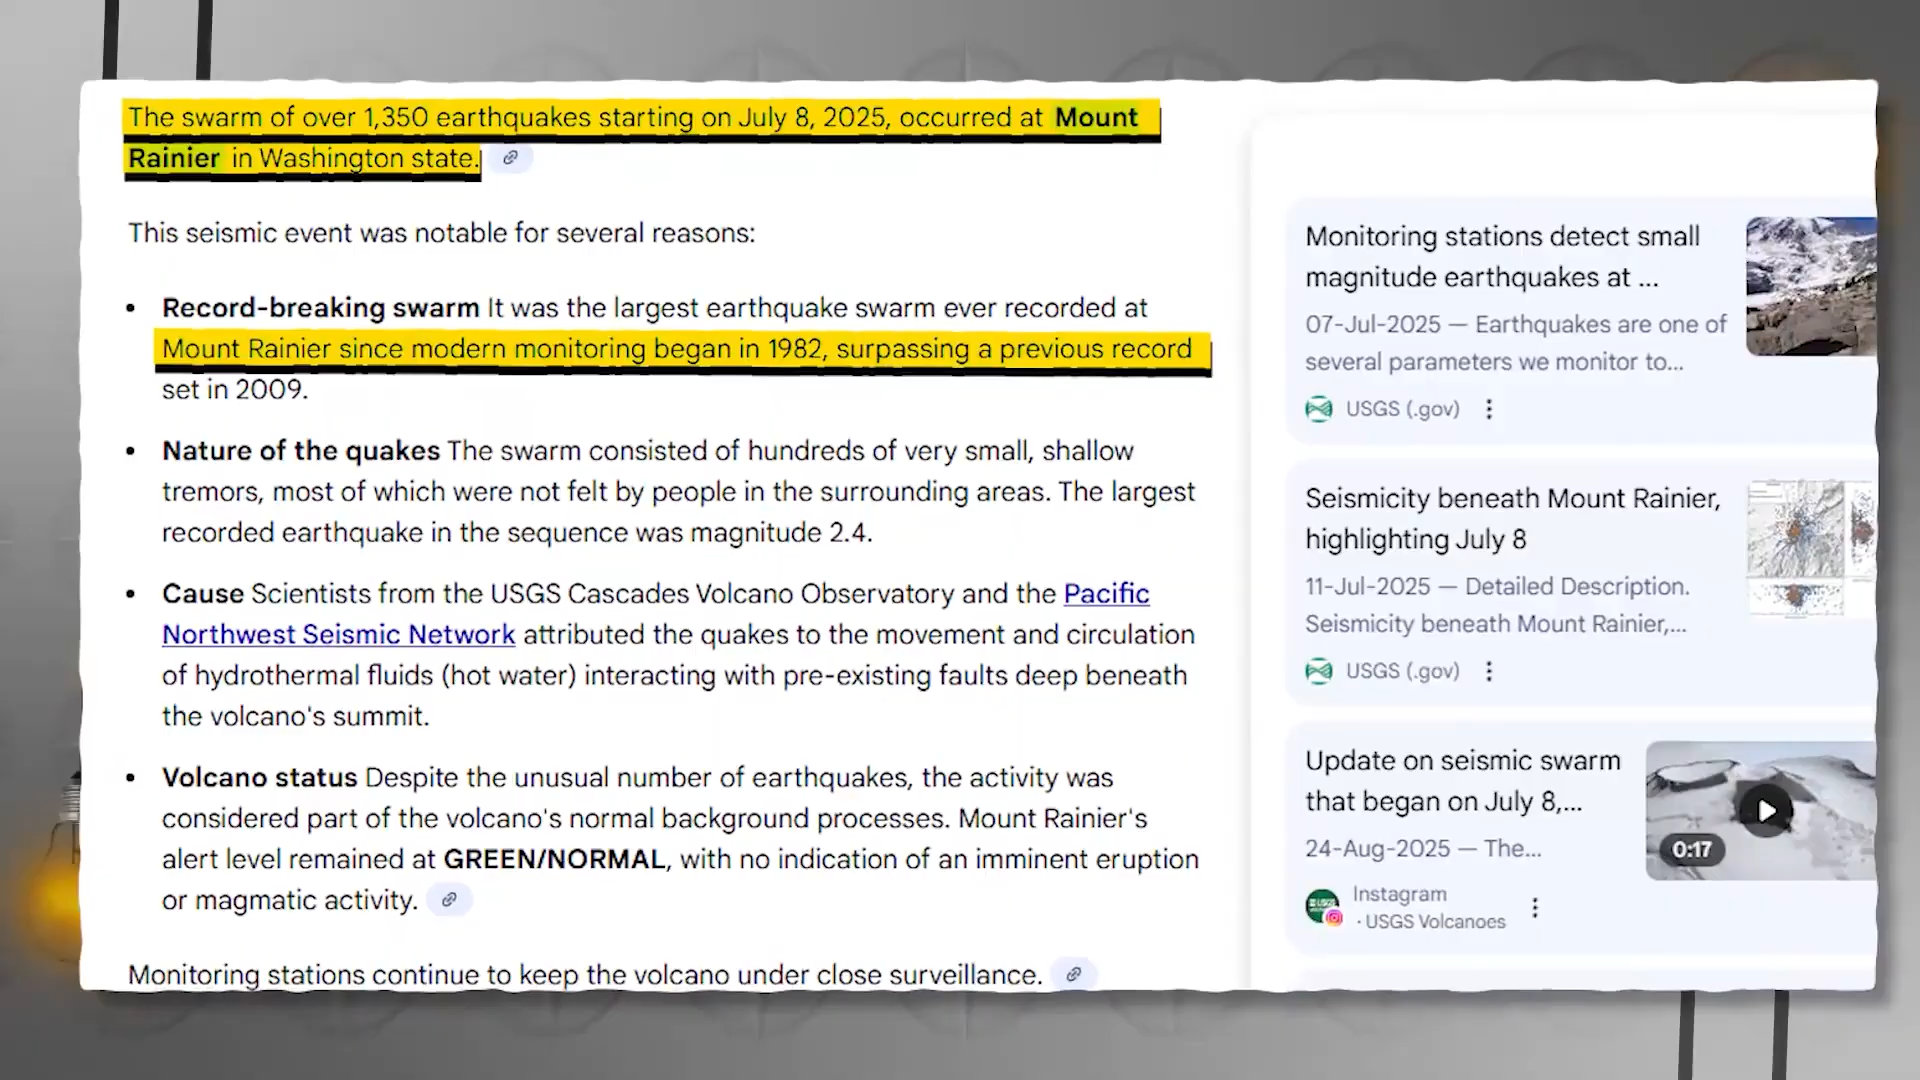 The swarm of over 1,350 earthquakes starting on July 8, 2025, occurred at Mount
Rainier in Washington state.
This seismic event was notable for several reasons:
• Record-breaking swarm It was the largest earthquake swarm ever recorded at
Mount Rainier since modern monitoring began in 1982, surpassing a previous record
set in 2009.
• Nature of the quakes The swarm consisted of hundreds of very small, shallow
tremors, most of which were not felt by people in the surrounding areas. The largest
recorded earthquake in the sequence was magnitude 2.4.
• Cause Scientists from the USGS Cascades Volcano Observatory and the Pacific
Northwest Seismic Network attributed the quakes to the movement and circulation
of hydrothermal fluids (hot water) interacting with pre-existing faults deep beneath
the volcano's summit.
• Volcano status Despite the unusual number of earthquakes, the activity was
considered part of the volcano's normal background processes. Mount Rainier's
alert level remained at GREEN/NORMAL, with no indication of an imminent eruption
or magmatic activity.
Monitoring stations continue to keep the volcano under close surveillance.
Monitoring stations detect small
magnitude earthquakes at ...
07-Jul-2025 — Earthquakes are one of
several parameters we monitor to...
USGS (.gov)
Seismicity beneath Mount Rainier,
highlighting July 8
11-Jul-2025 — Detailed Description.
Seismicity beneath Mount Rainier,...
USGS (.gov)
Update on seismic swarm
that began on July 8,...
24-Aug-2025 — The...
0:17
Instagram
· USGS Volcanoes